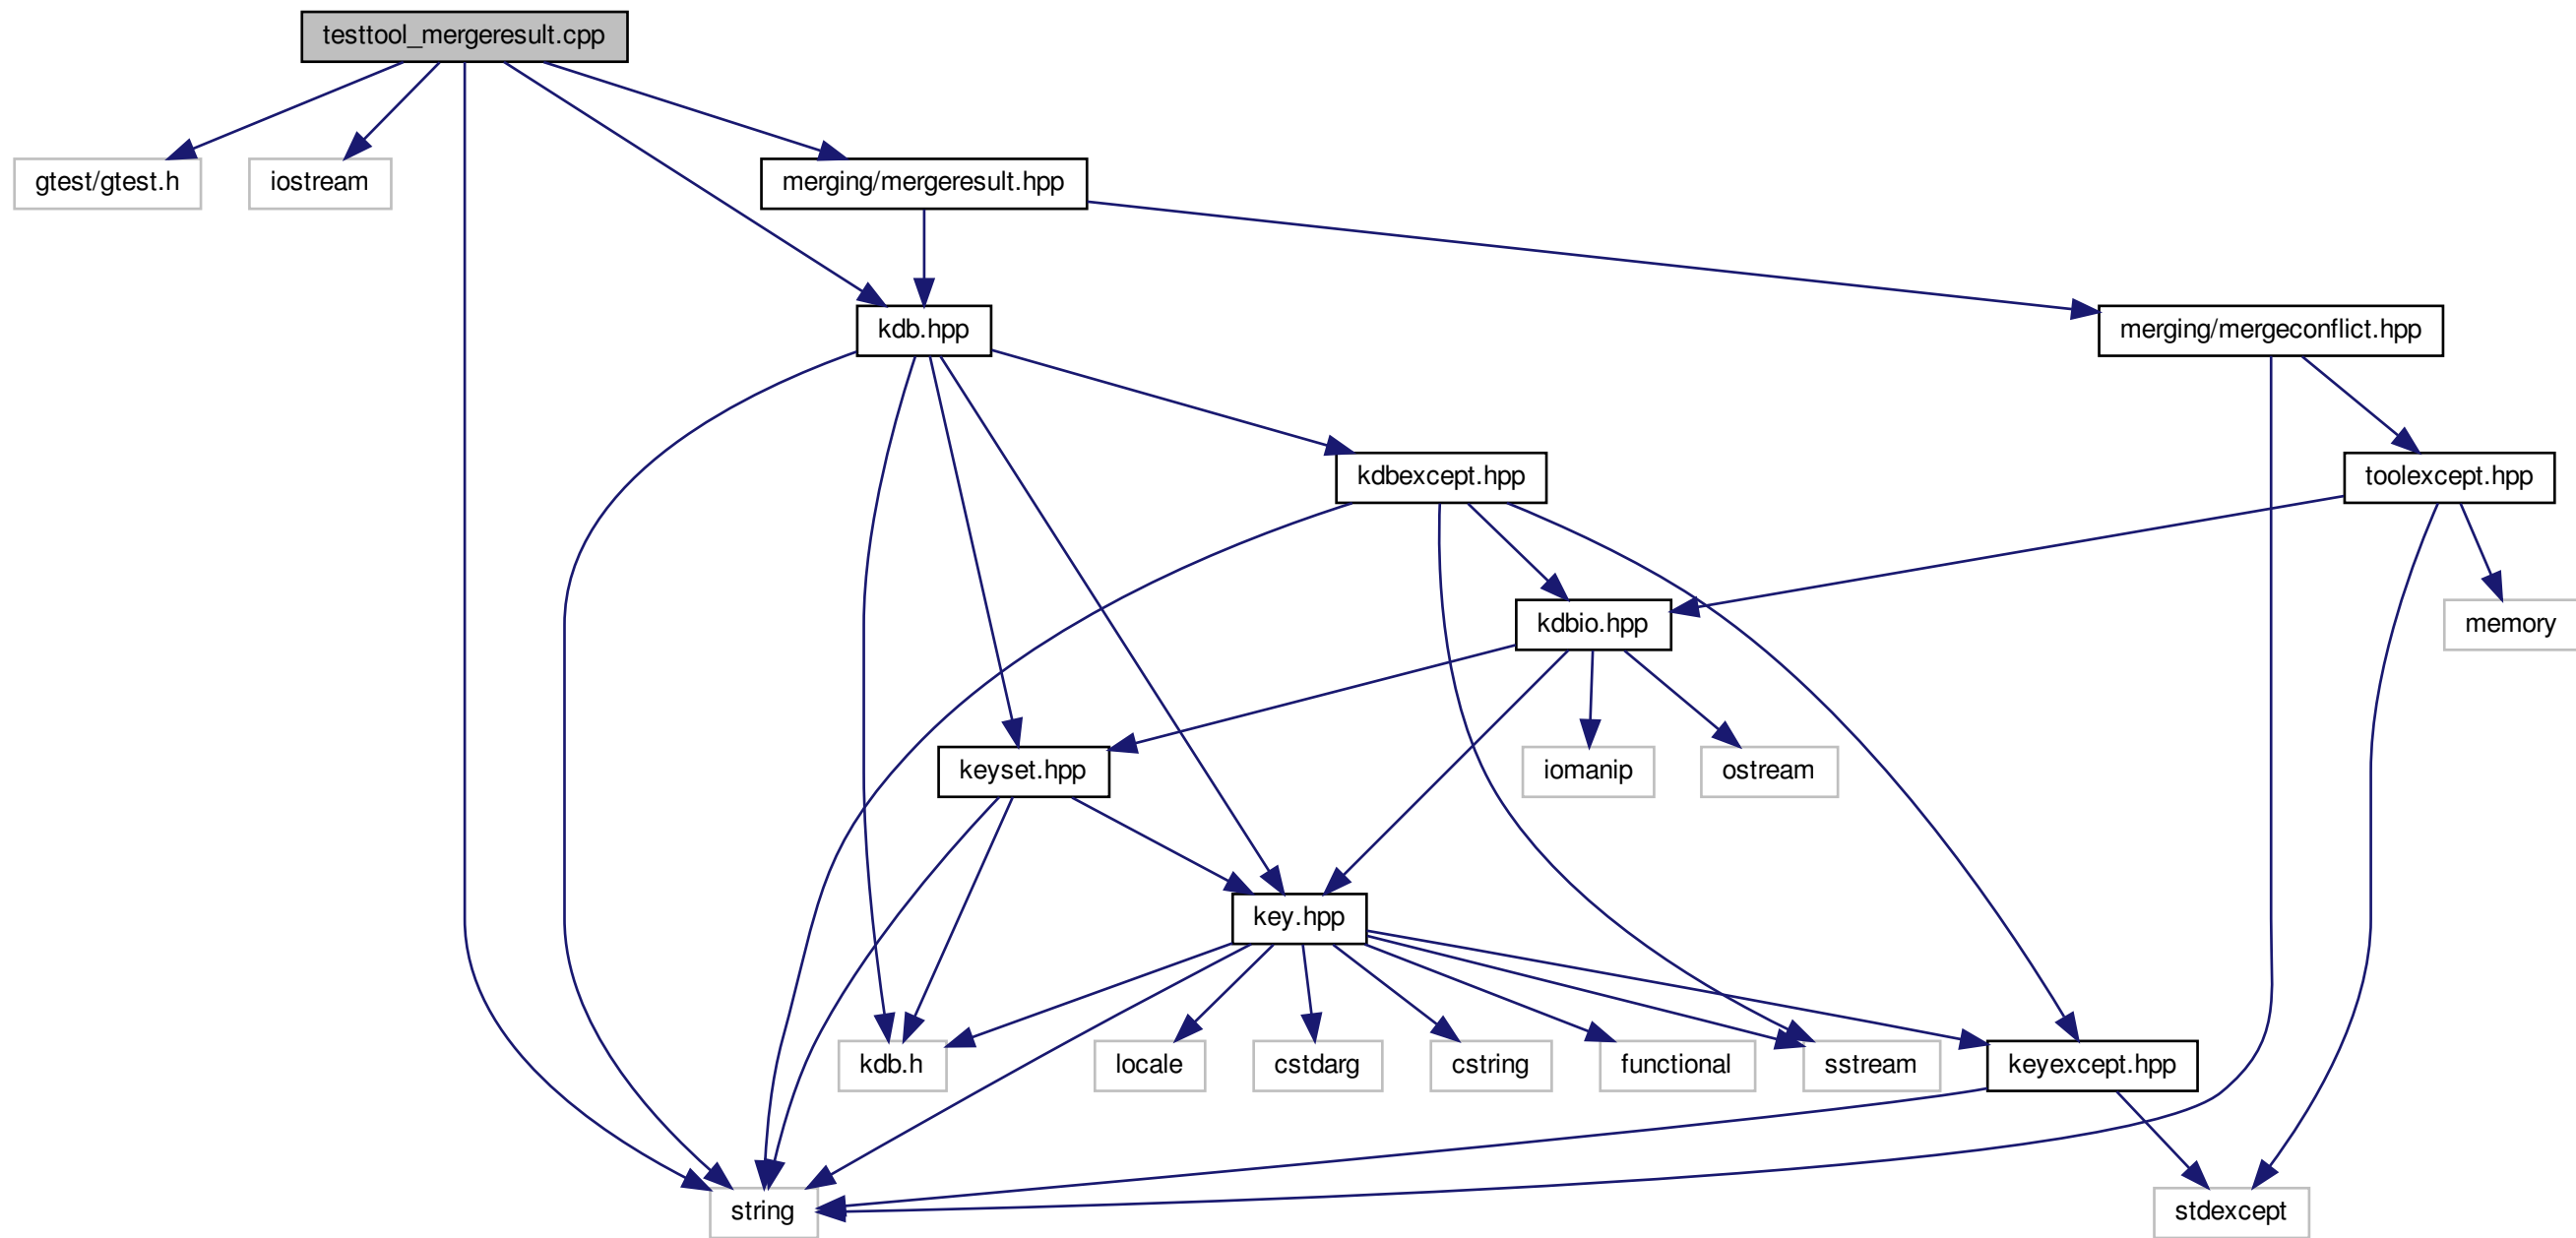 testtool_mergeresult.cpp
gtest/gtest.h
iostream
merging/mergeresult.hpp
kdb.hpp
merging/mergeconflict.hpp
kdbexcept.hpp
toolexcept.hpp
kdbio.hpp
memory
keyset.hpp
iomanip
ostream
key.hpp
kdb.h
locale
cstdarg
cstring
functional
sstream
keyexcept.hpp
string
stdexcept